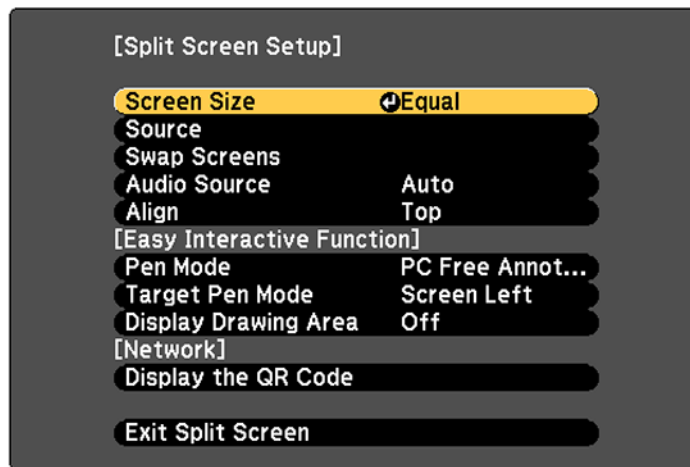 [Split Screen Setup]
Screen Size Equal
Source
Swap Screens
Audio Source Auto
Align Top
[Easy Interactive Function]
Pen Mode PC Free Annot...
Target Pen Mode Screen Left
Display Drawing Area Off
[Network]
Display the QR Code
Exit Split Screen